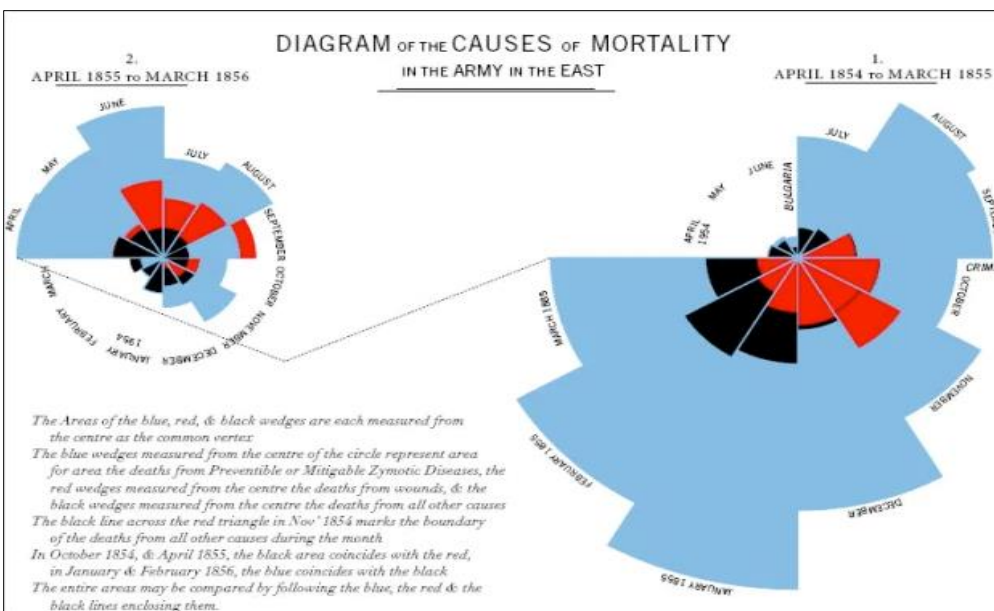 DIAGRAM OF THE CAUSES OF MORTALITY
IN THE ARMY IN THE EAST
2.
APRIL 1855 TO MARCH 1856
1.
APRIL 1854 TO MARCH 1855
APRIL
MAY
JUNE
JULY
AUGUST
SEPTEMBER
OCTOBER
NOVEMBER
DECEMBER
JANUARY
1954
FEBRUARY
MARCH
APRIL
1954
MAY
JUNE
BULGARIA
JULY
AUGUST
SEPT
CRIM
OCTOBER
NOVEMBER
DECEMBER
JANUARY 1855
FEBRUARY
MARCH
The Areas of the blue, red, & black wedges are each measured from
the centre as the common vertex
The blue wedges measured from the centre of the circle represent area
for area the deaths from Preventible or Mitigable Zymotic Diseases, the
red wedges measured from the centre the deaths from wounds, & the
black wedges measured from the centre the deaths from all other causes
The black line across the red triangle in Nov' 1854 marks the boundary
of the deaths from all other causes during the month
In October 1854, & April 1855, the black area coincides with the red,
in January & February 1856, the blue coincides with the black
The entire areas may be compared by following the blue, the red & the
black lines enclosing them.